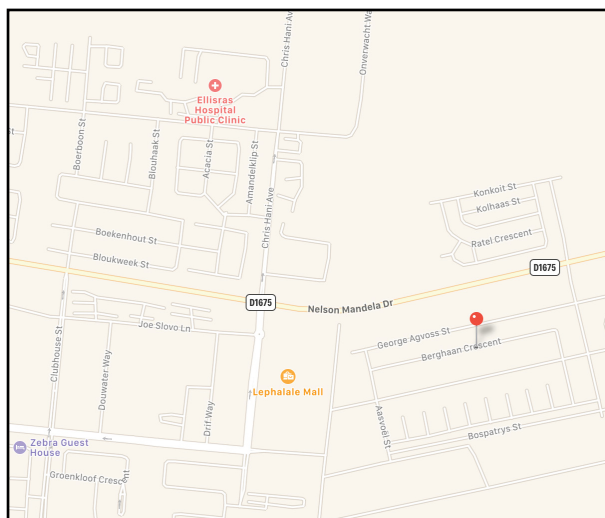 Chris Hani Ave
Onverwacht Wa
Ellisras
Hospital
Public Clinic
St
Boerboon St
Blouhaak St
Acacia St
Amandelklip St
Chris Hani Ave
Konkoit St
Kolhaas St
Ratel Crescent
Boekenhout St
Bloukweek St
D1675
D1675
Nelson Mandela Dr
Joe Slovo Ln
George Agvoss St
Berghaan Crescent
Clubhouse St
Douwater Way
Drif Way
Lephalale Mall
Aasvoël St
Bospatrys St
Zebra Guest
House
Groenkloof Crescent